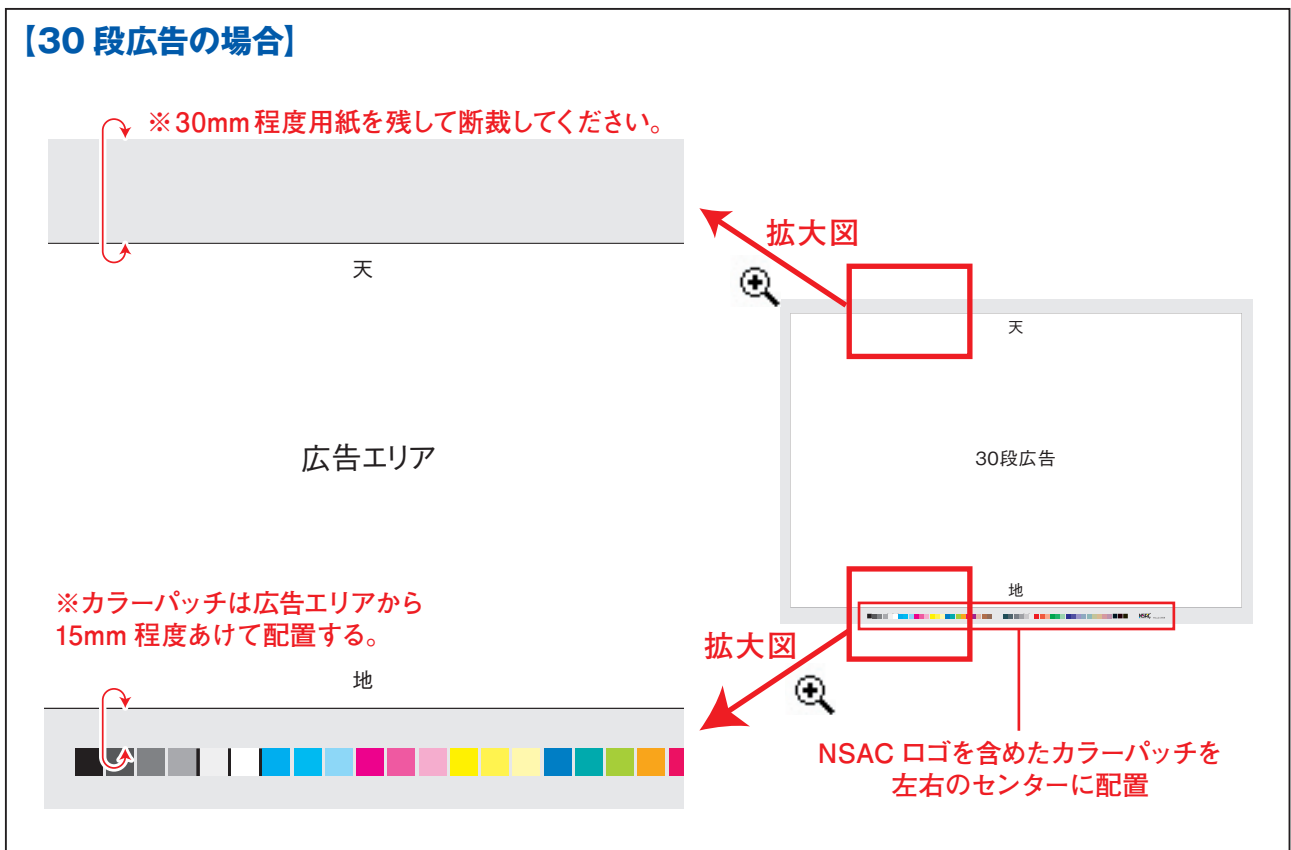 【30 段広告の場合】
※30mm 程度用紙を残して断裁してください。
天
広告エリア
※カラーパッチは広告エリアから
15mm 程度あけて配置する。
地
拡大図
天
30段広告
地
NSAC
拡大図
NSAC ロゴを含めたカラーパッチを
左右のセンターに配置